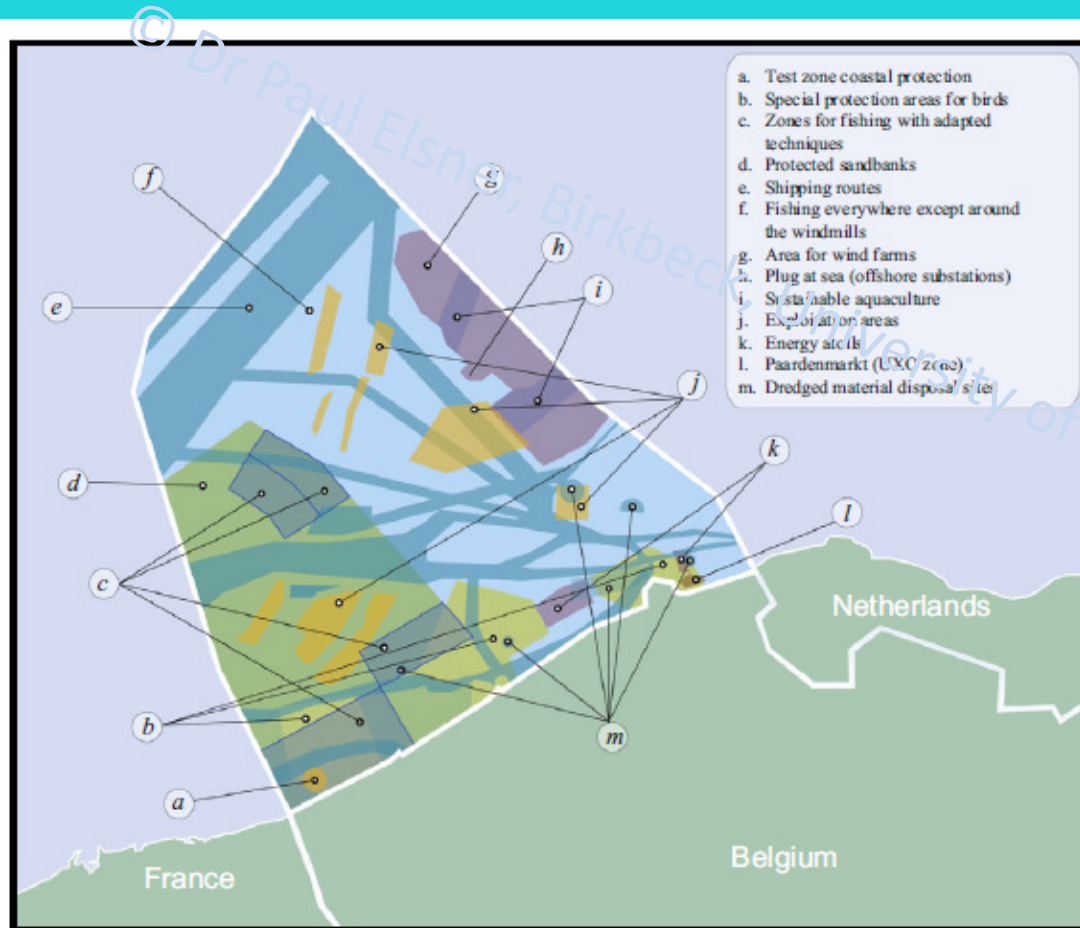 © Dr Paul Elsner, Birkbeck, University of
a. Test zone coastal protection
b. Special protection areas for birds
c. Zones for fishing with adapted
techniques
d. Protected sandbanks
e. Shipping routes
f. Fishing everywhere except around
the windmills
g. Area for wind farms
h. Plug at sea (offshore substations)
i. Sustainable aquaculture
j. Exploitation areas
k. Energy atolls
l. Paardenmarkt (UXO zone)
m. Dredged material disposal sites
f
g
h
i
e
j
k
d
l
c
Netherlands
b
m
a
Belgium
France